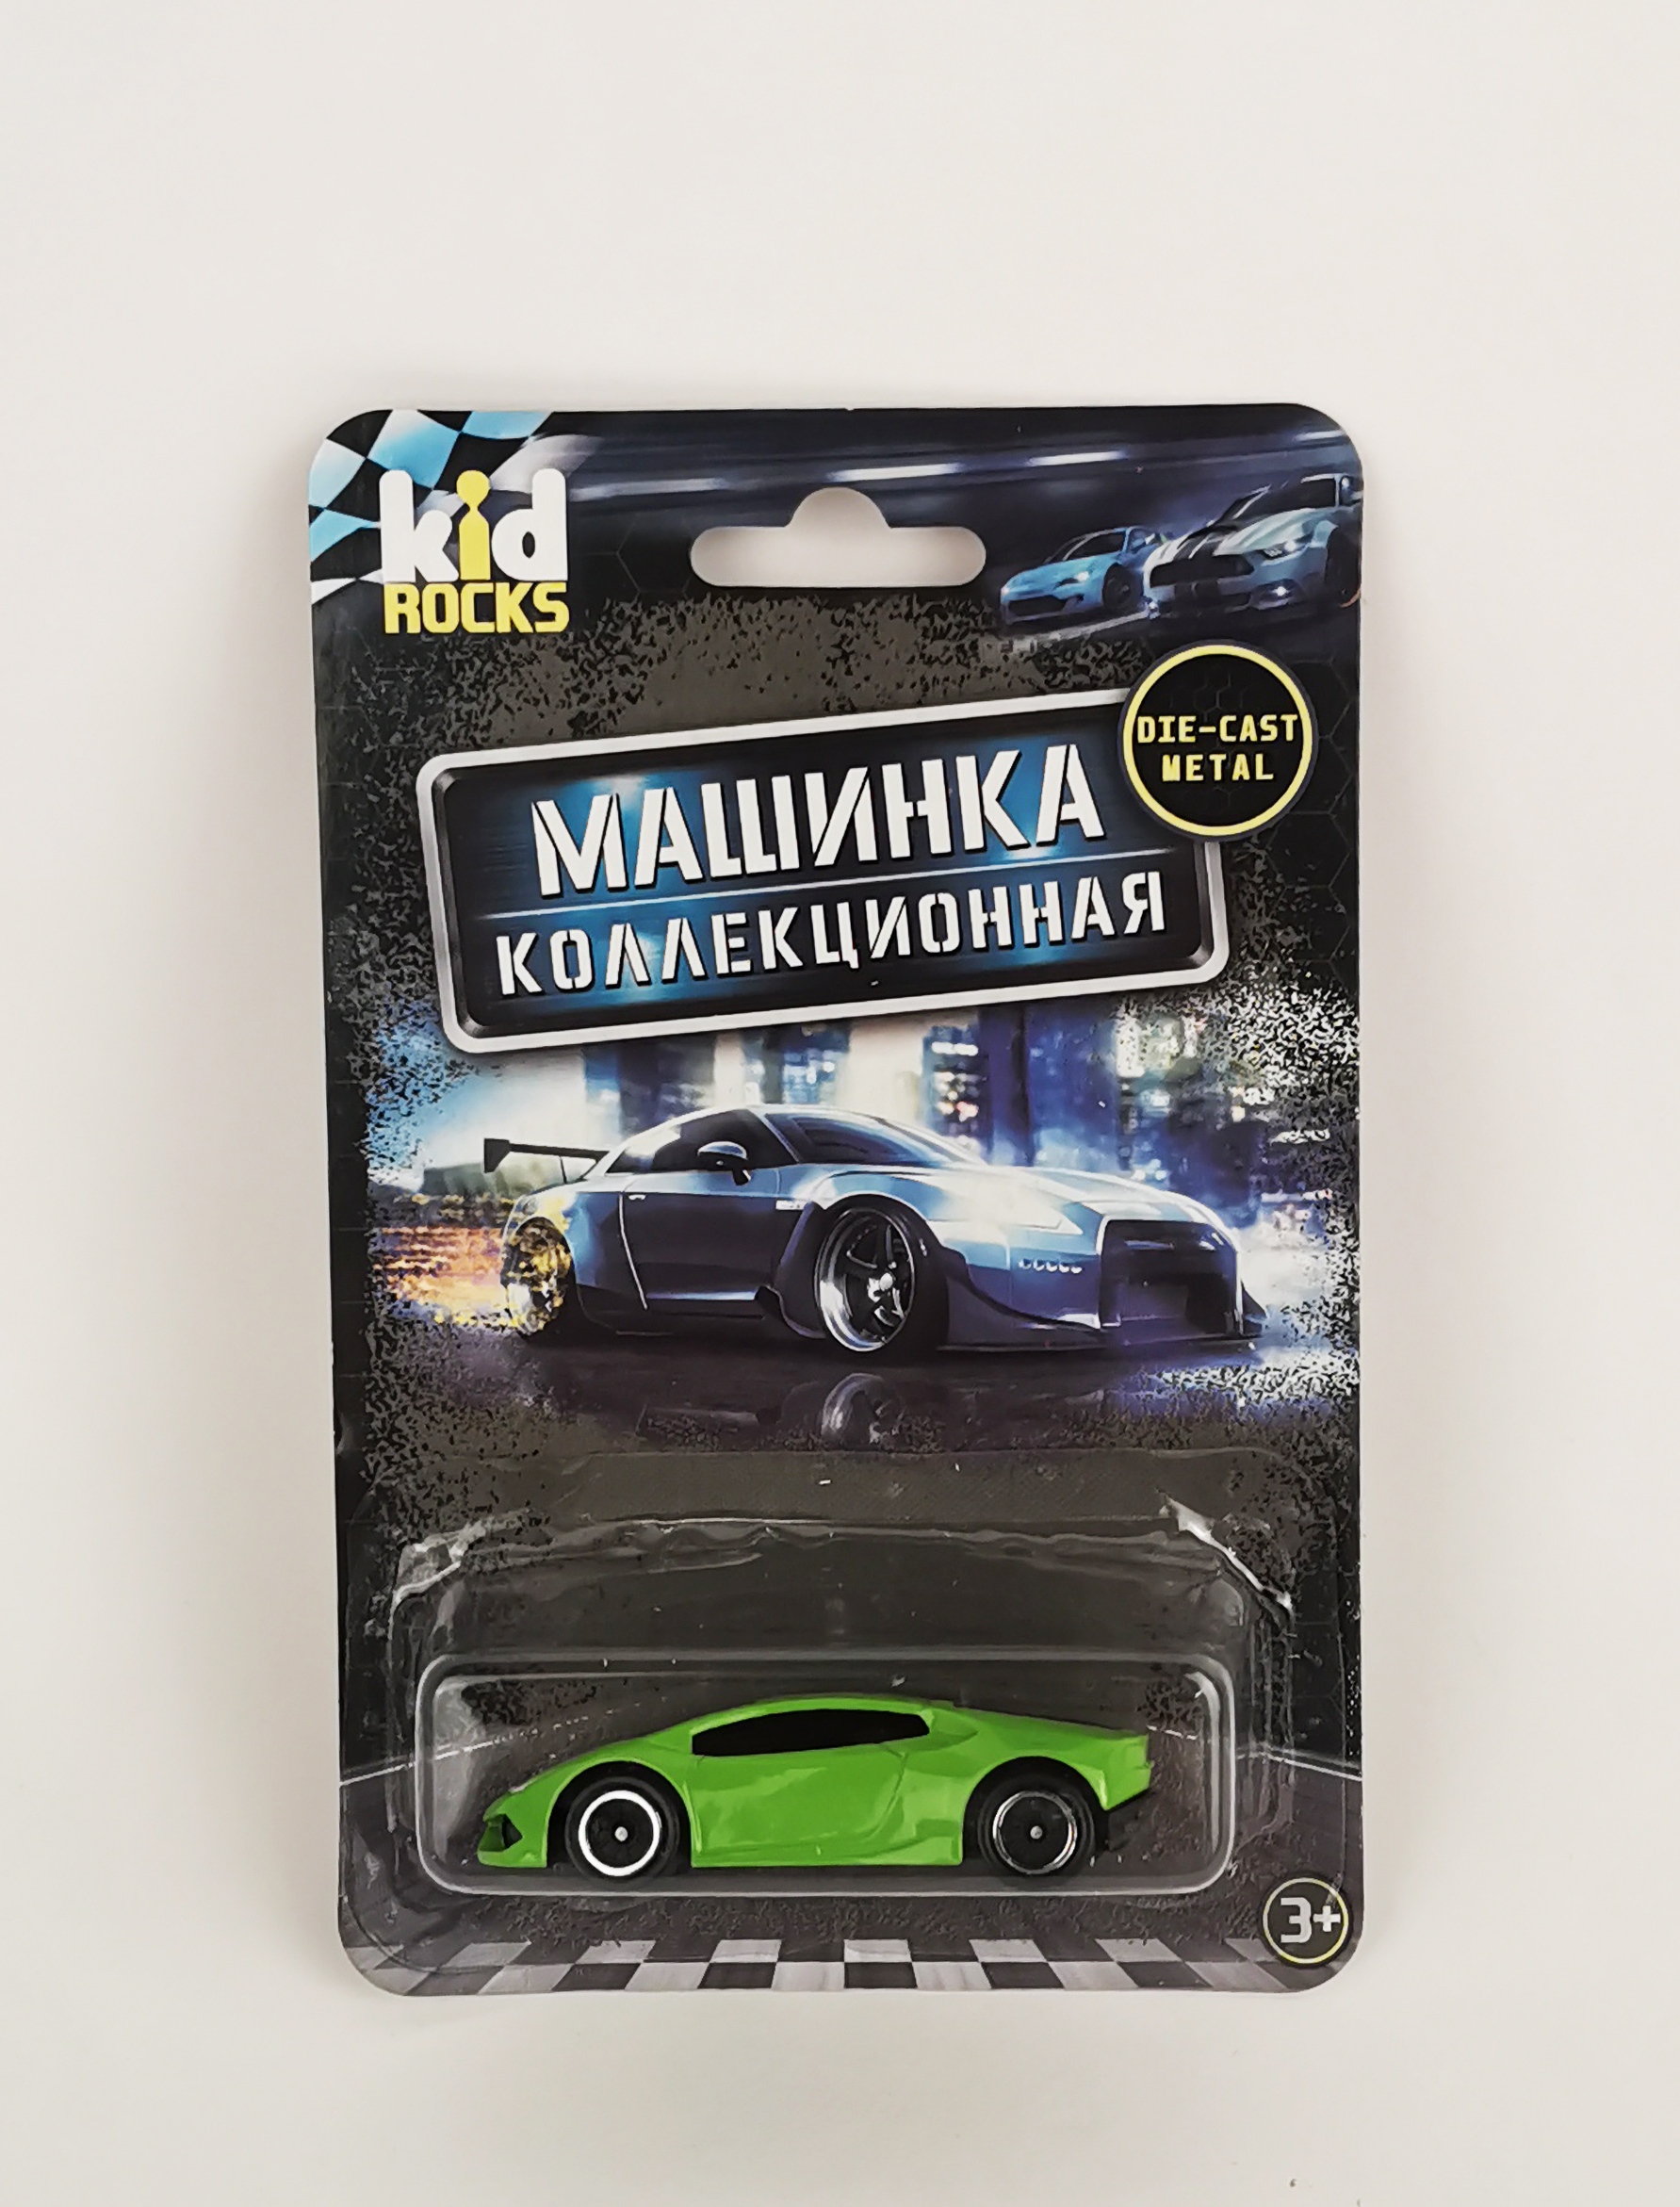 kid
ROCKS
DIE-CAST
METAL
МАШИНКА
КОЛЛЕКЦИОННАЯ
3+